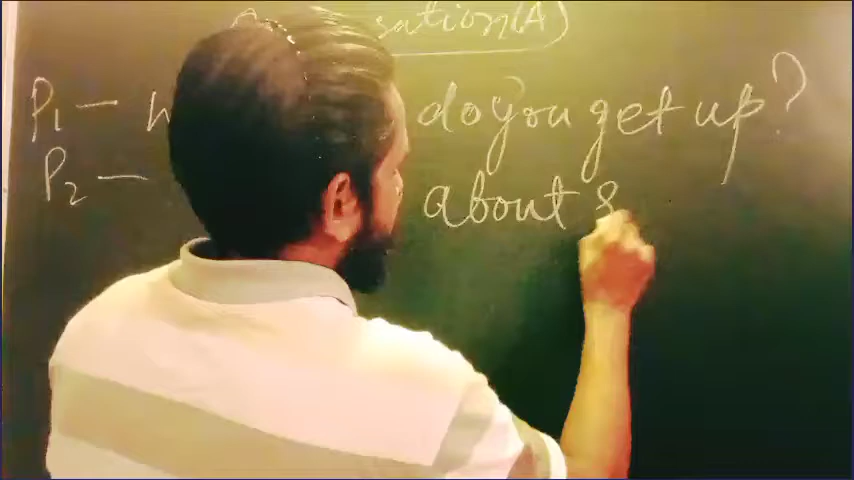 sation(A)
P1 — do you get up?
P2 — about 8